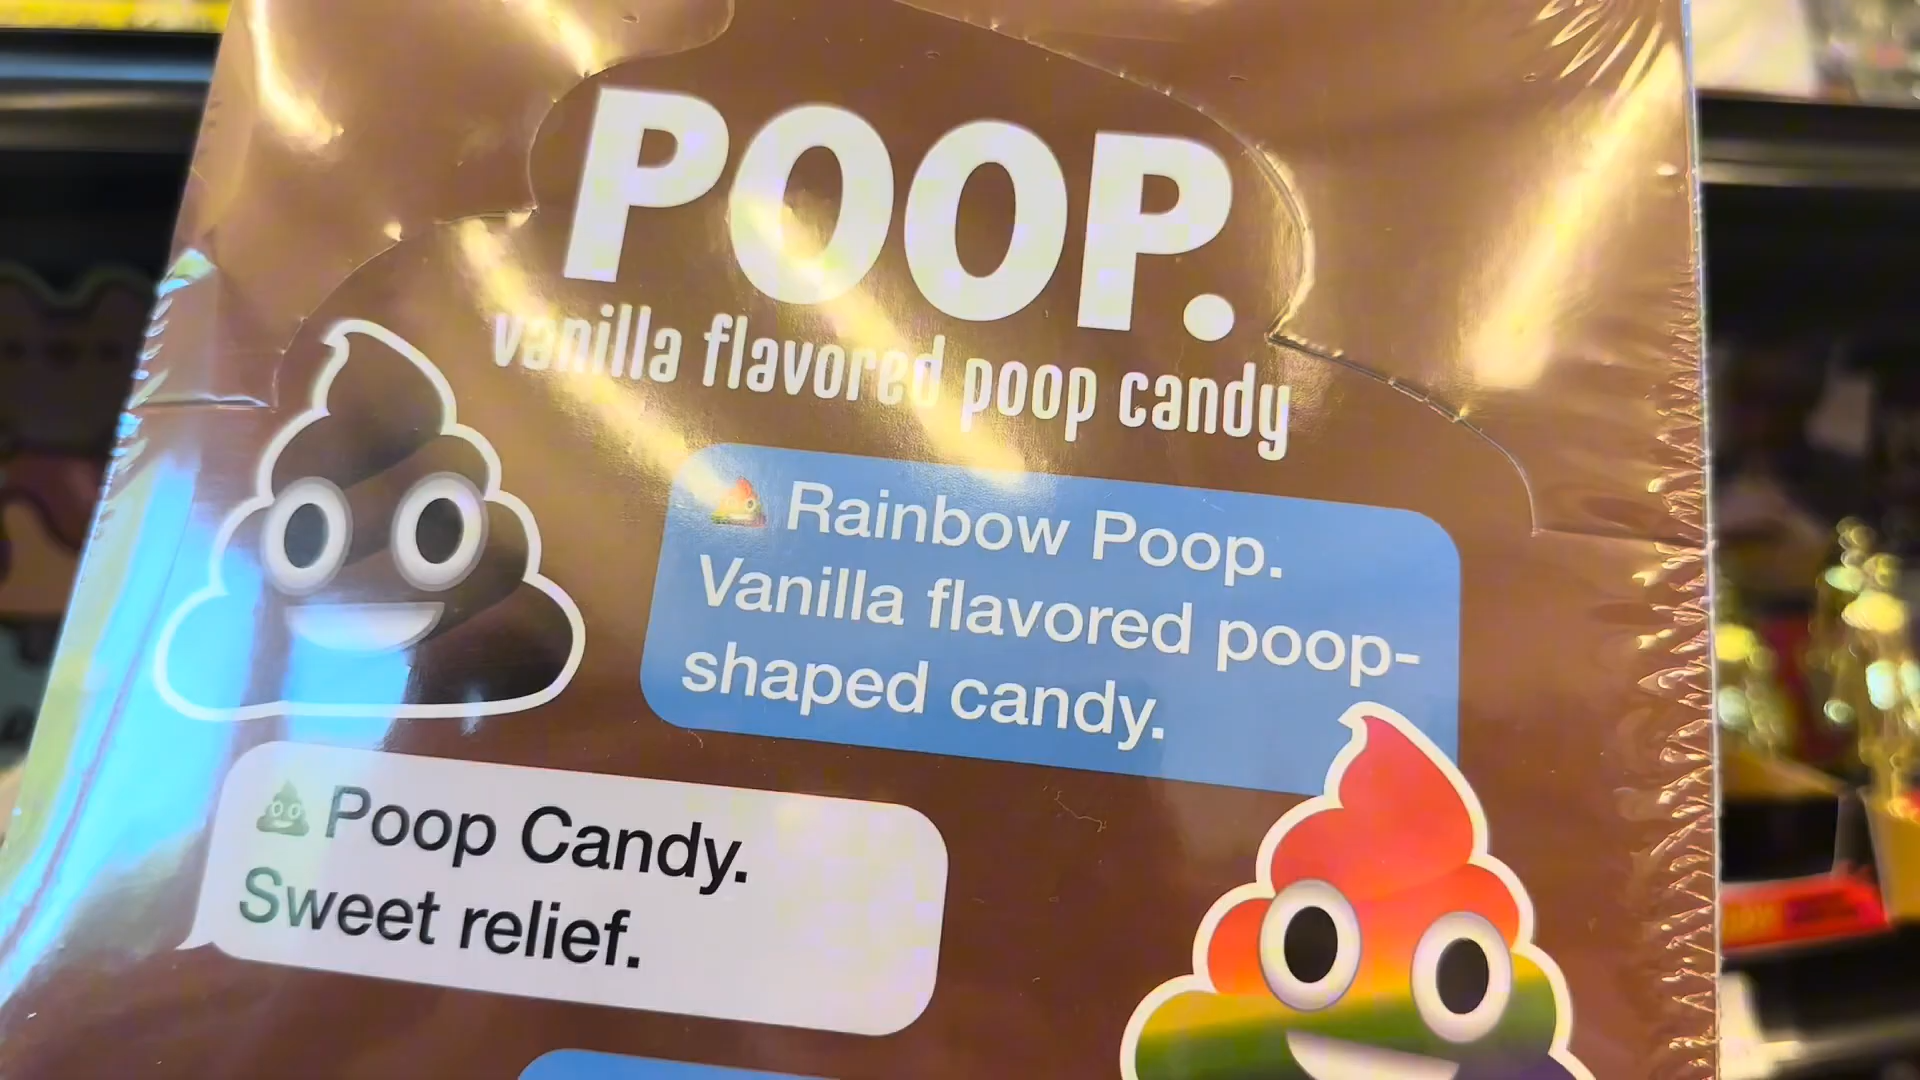 POOP.
vanilla flavored poop candy
Rainbow Poop.
Vanilla flavored poop-
shaped candy.
Poop Candy.
Sweet relief.